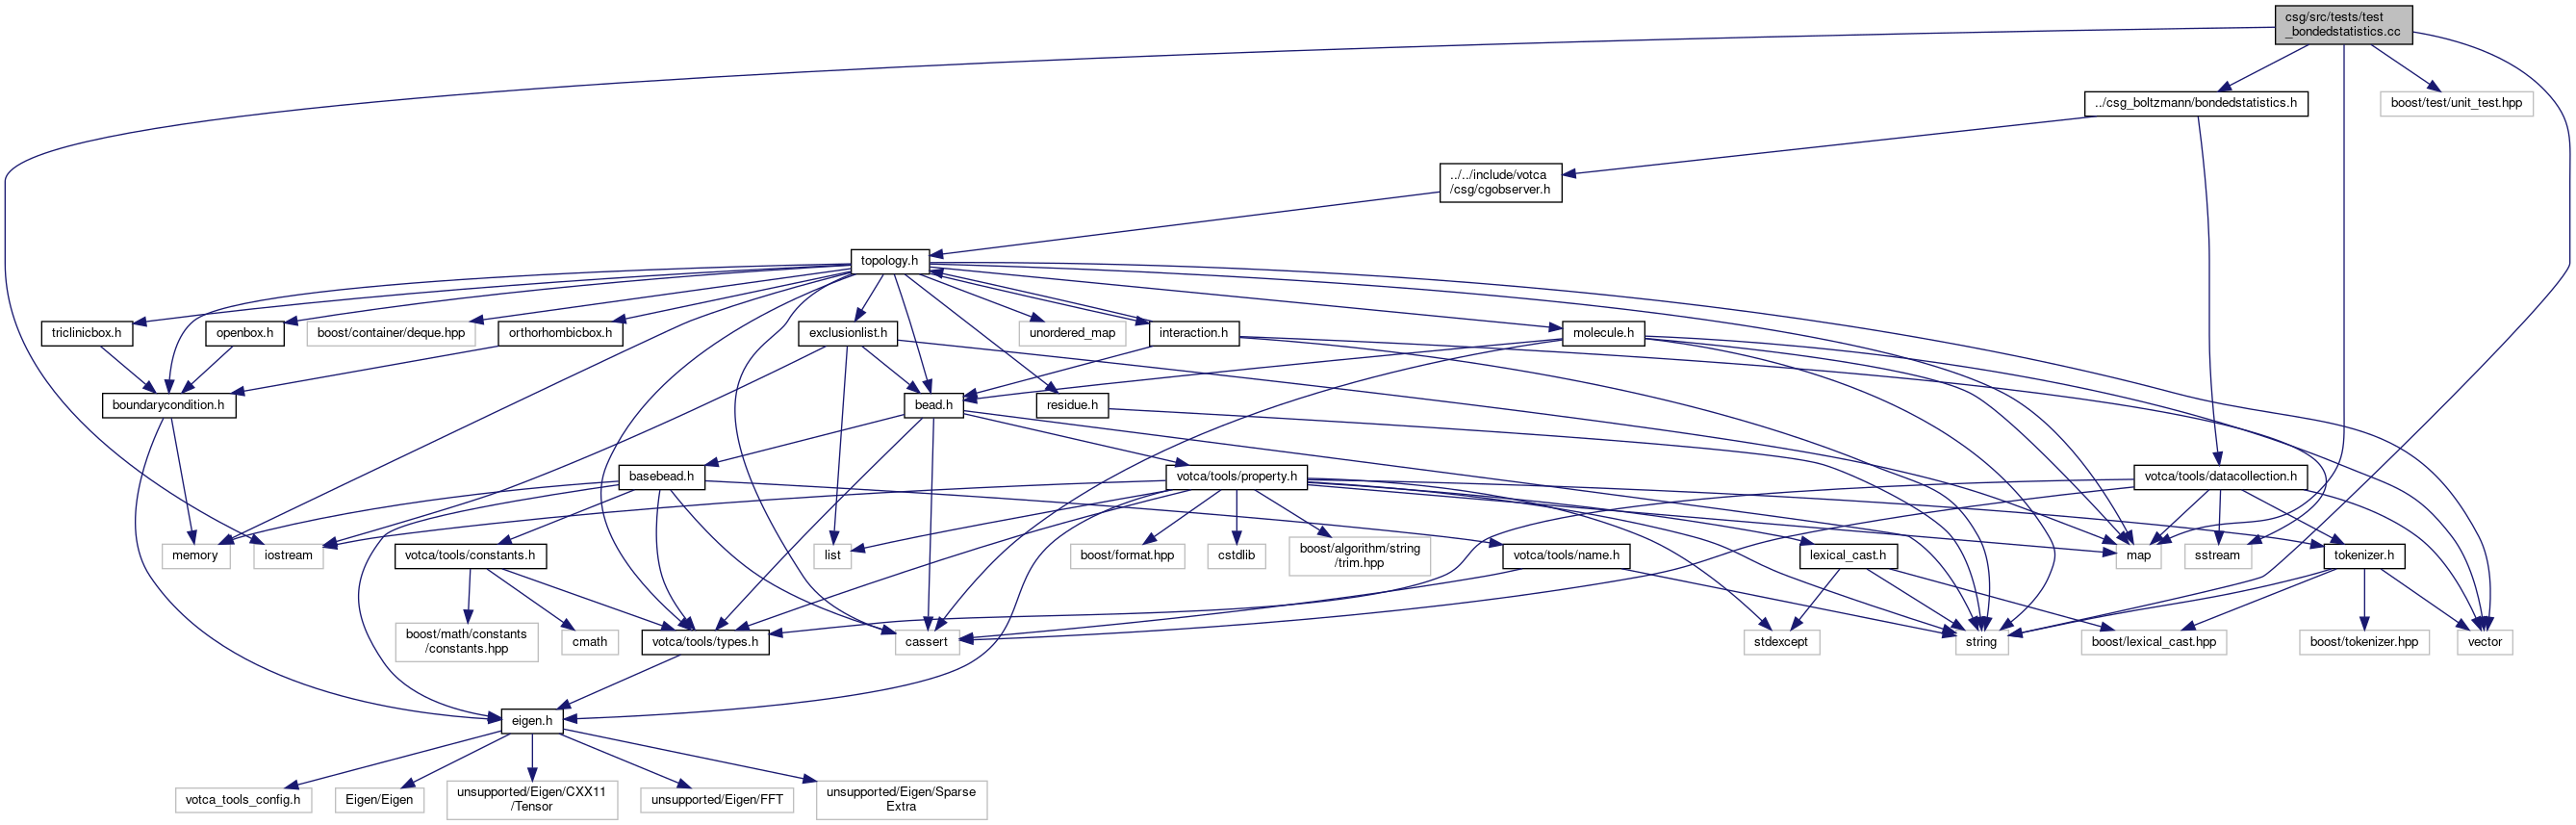 csg/src/tests/test
_bondedstatistics.cc
../csg_boltzmann/bondedstatistics.h
boost/test/unit_test.hpp
../../include/votca
/csg/cgobserver.h
topology.h
triclinicbox.h
openbox.h
boost/container/deque.hpp
orthorhombicbox.h
exclusionlist.h
unordered_map
interaction.h
molecule.h
boundarycondition.h
bead.h
residue.h
basebead.h
votca/tools/property.h
votca/tools/datacollection.h
memory
iostream
votca/tools/constants.h
list
boost/format.hpp
cstdlib
boost/algorithm/string
/trim.hpp
votca/tools/name.h
lexical_cast.h
map
sstream
tokenizer.h
boost/math/constants
/constants.hpp
cmath
votca/tools/types.h
cassert
stdexcept
string
boost/lexical_cast.hpp
boost/tokenizer.hpp
vector
eigen.h
votca_tools_config.h
Eigen/Eigen
unsupported/Eigen/CXX11
/Tensor
unsupported/Eigen/FFT
unsupported/Eigen/Sparse
Extra